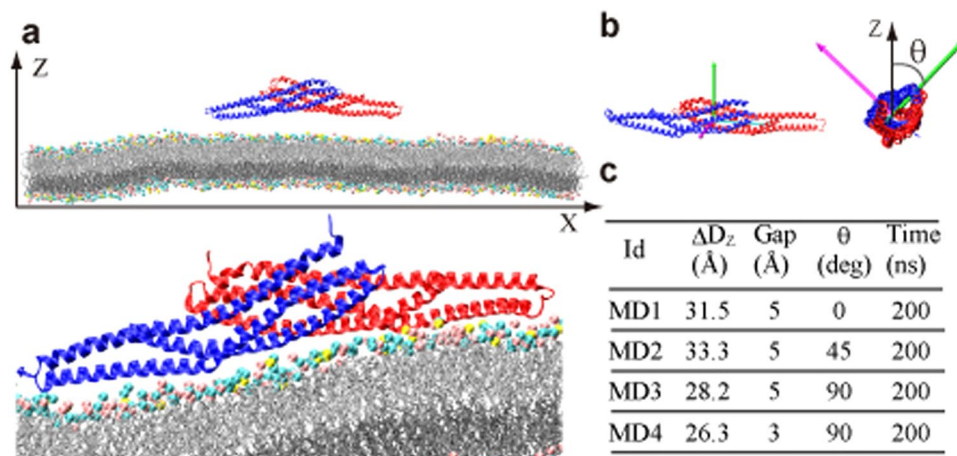 a
Z
X
b
Z
θ
c
Id ΔDZ (Å) Gap (Å) θ (deg) Time (ns)
MD1 31.5 5 0 200
MD2 33.3 5 45 200
MD3 28.2 5 90 200
MD4 26.3 3 90 200